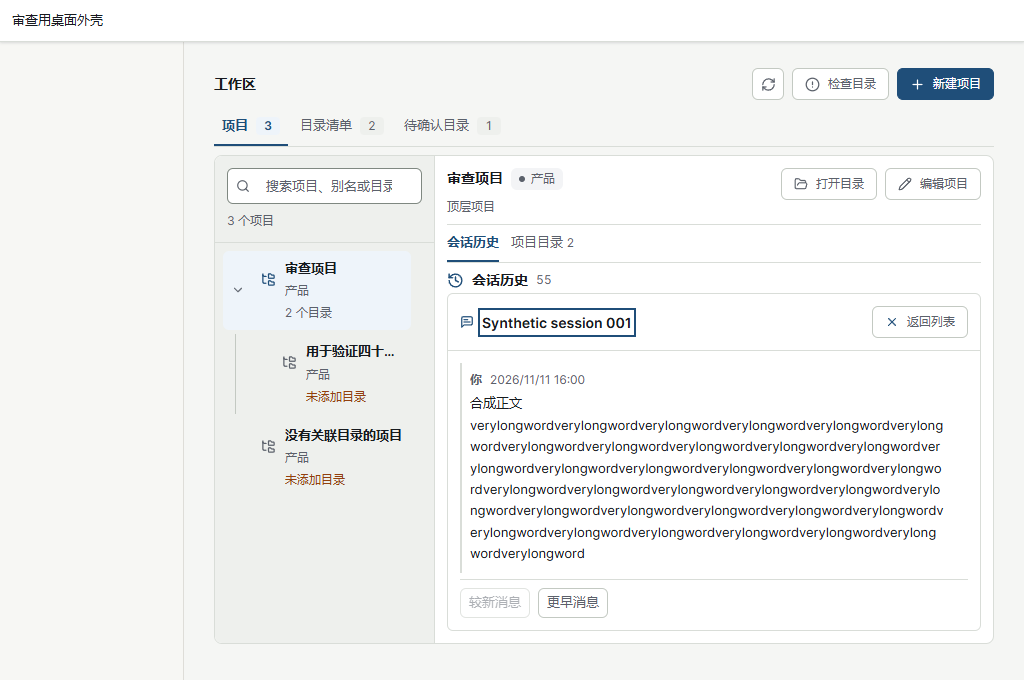 审查用桌面外壳
工作区
检查目录
新建项目
项目 3
目录清单 2
待确认目录 1
搜索项目、别名或目录
3 个项目
审查项目
产品
2 个目录
用于验证四十...
产品
未添加目录
没有关联目录的项目
产品
未添加目录
审查项目
产品
顶层项目
打开目录
编辑项目
会话历史
项目目录 2
会话历史 55
Synthetic session 001
返回列表
你 2026/11/11 16:00
合成正文
verylongwordverylongwordverylongwordverylongwordverylongwordverylong
wordverylongwordverylongwordverylongwordverylongwordverylongwordver
ylongwordverylongwordverylongwordverylongwordverylongwordverylongwo
rdverylongwordverylongwordverylongwordverylongwordverylongwordverylo
ngwordverylongwordverylongwordverylongwordverylongwordverylongwordv
erylongwordverylongwordverylongwordverylongwordverylongwordverylong
wordverylongword
较新消息
更早消息